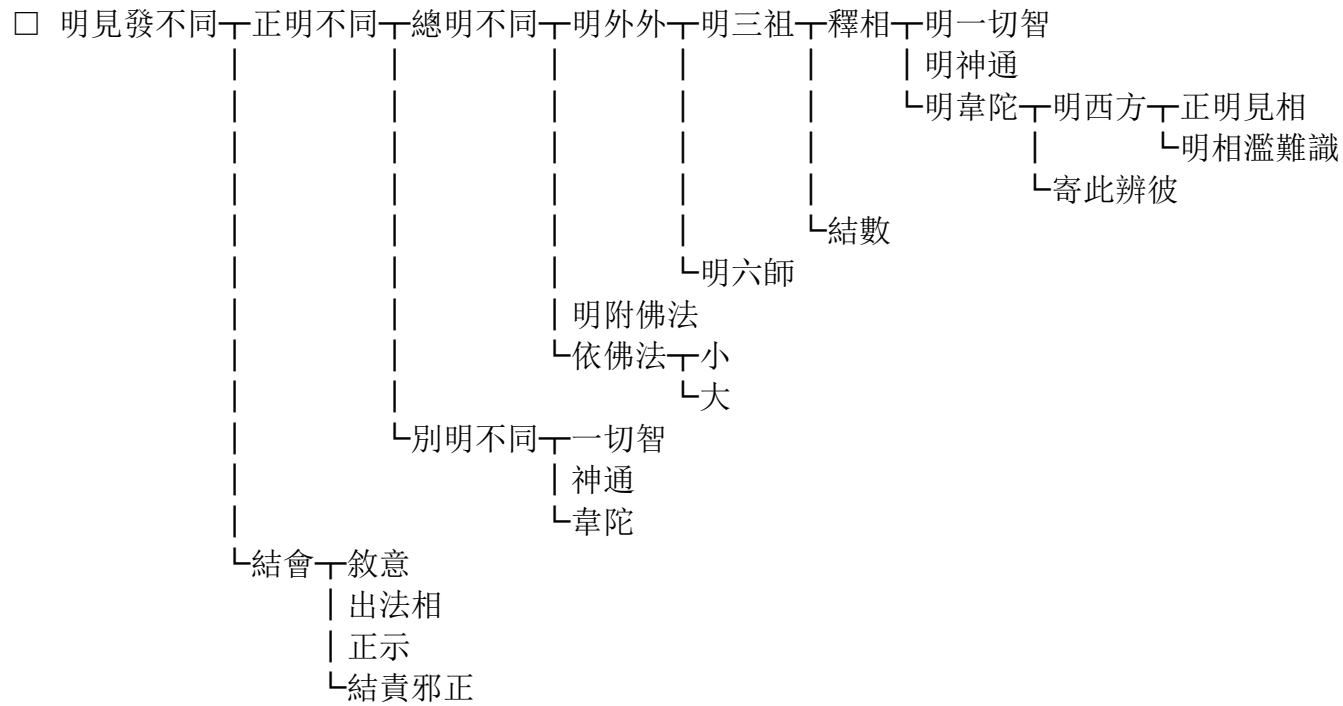 □ 明見發不同┬正明不同┬總明不同┬明外外┬明三祖┬釋相┬明一切智
明神通
明韋陀┬明西方┬正明見相
明相濫難識
寄此辨彼
結數
明六師
明附佛法
依佛法┬小
大
別明不同┬一切智
神通
韋陀
結會┬敘意
出法相
正示
結責邪正